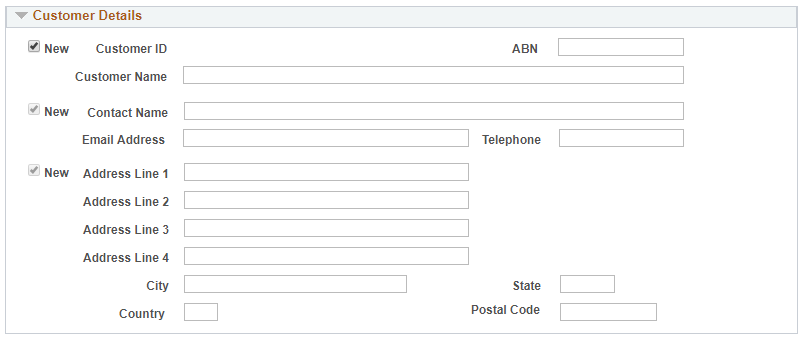 Customer Details
New Customer ID ABN
Customer Name
New Contact Name
Email Address Telephone
New Address Line 1
Address Line 2
Address Line 3
Address Line 4
City State
Country Postal Code